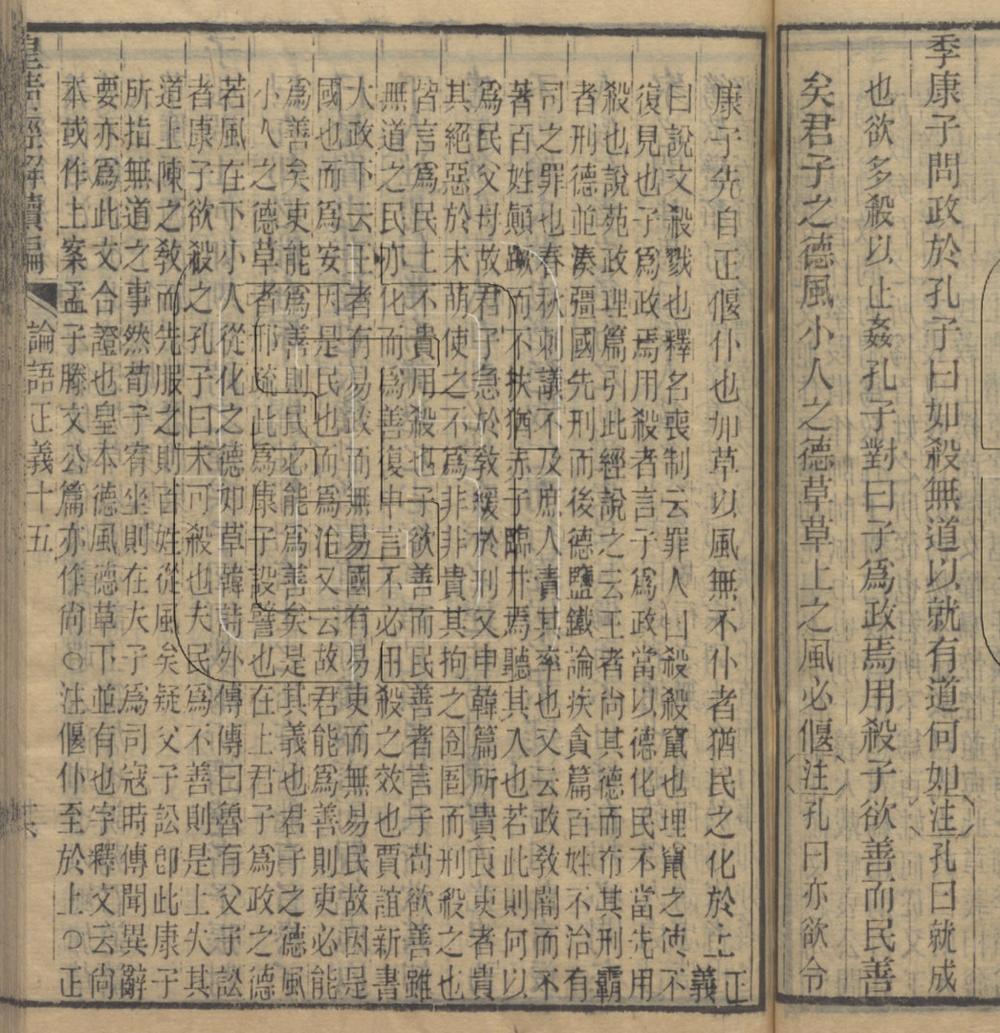 季康子問政於孔子曰如殺無道以就有道何如注孔曰就成
也欲多殺以止姦孔子對曰子爲政焉用殺子欲善而民善
矣君子之德風小人之德草草上之風必偃注孔曰亦欲令
康子先自正偃仆也加草以風無不仆者猶民之化於上正義
曰說文殺戮也釋名喪制云罪人曰殺殺竄也埋竄之使不
復見也子爲政焉用殺者言子爲政當以德化民不當先用
殺也說苑政理篇引此經說之云王者尚其德而布其刑霸
者刑德並湊彊國先刑而後德鹽鐵論疾貪篇百姓不治有
司之罪也春秋刺譏不及庶人責其率也又云政敎闇而不
著百姓顚蹶而不扶猶赤子臨井焉聽其入也若此則何以
爲民父母故君子急於敎緩於刑又申韓篇所貴良吏者貴
其絕惡於未萌使之不爲非非貴其拘之囹圄而刑殺之也
皆言爲民上不貴用殺也子欲善而民善者言子苟欲善雖
無道之民亦化而爲善復申言不必用殺之效也賈誼新書
大政下云王者有易政而無易國有易吏而無易民故因是
國也而爲安因是民也而爲治又云故君能爲善則吏必能
爲善矣吏能爲善則民必能爲善矣是其義也君子之德風
小人之德草者邢疏此爲康子設譬也在上君子爲政之德
若風在下小人從化之德如草韓詩外傳傳曰魯有父子訟
者康子欲殺之孔子曰未可殺也夫民爲不善則是上失其
道上陳之敎而先服之則百姓從風矣疑父子訟卽此康子
所指無道之事然荀子宥坐則在夫子爲司寇時傳聞異辭
要亦爲此文合證也皇本德風德草下並有也字釋文云尙
本或作上案孟子滕文公篇亦作尙○注偃仆至於上○正
皇清經解續編 論語正義十五